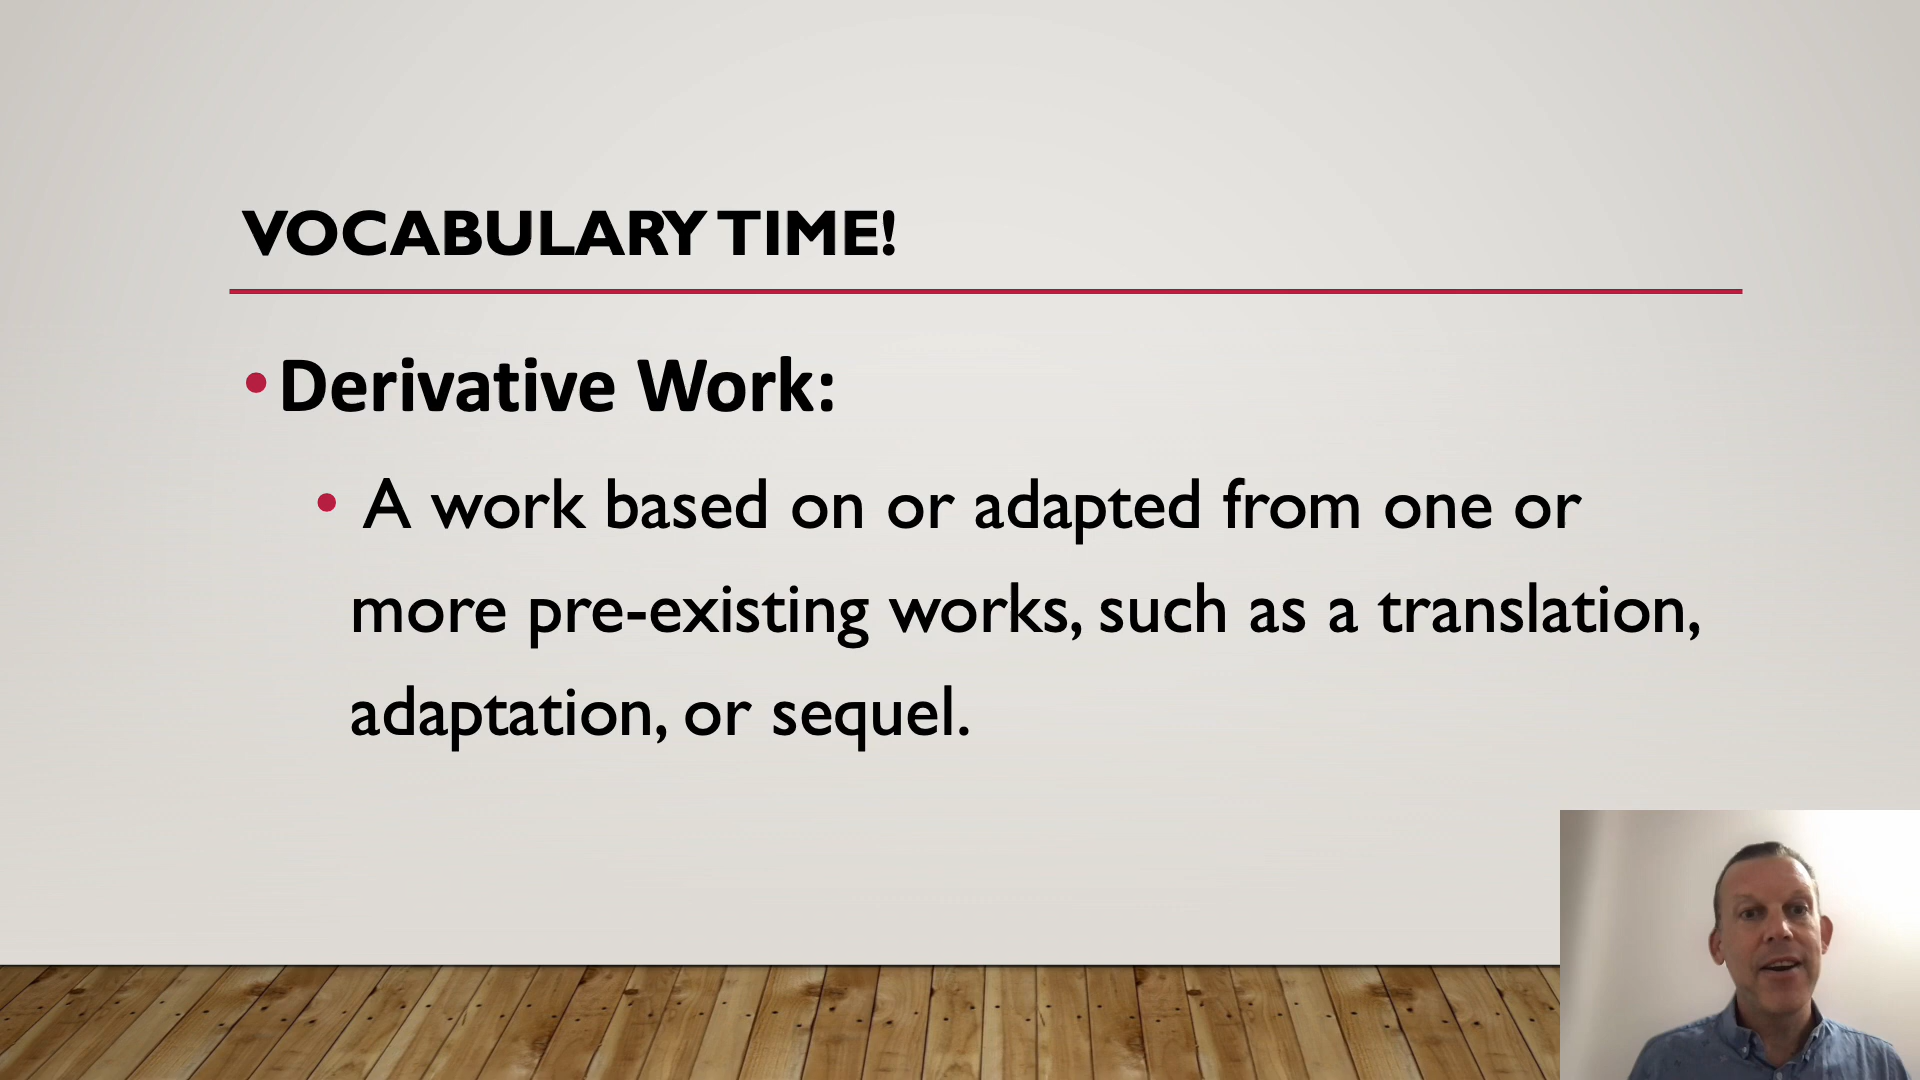 VOCABULARY TIME!
• Derivative Work:
• A work based on or adapted from one or
more pre-existing works, such as a translation,
adaptation, or sequel.